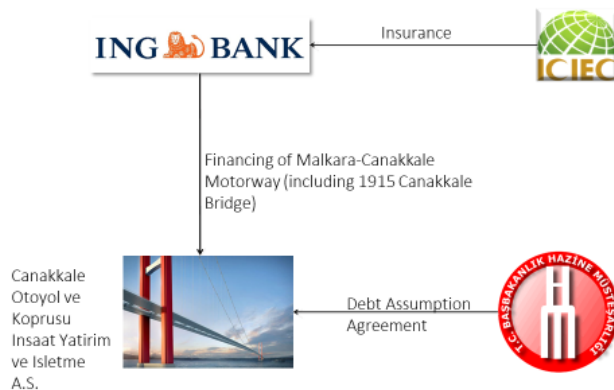 ING BANK
Insurance
ICIEC
Financing of Malkara-Canakkale
Motorway (including 1915 Canakkale
Bridge)
Canakkale
Otoyol ve
Koprusu
Insaat Yatirim
ve Isletme
A.S.
Debt Assumption
Agreement
T.C. BAŞBAKANLIK HAZİNE MÜSTEŞARLIĞI